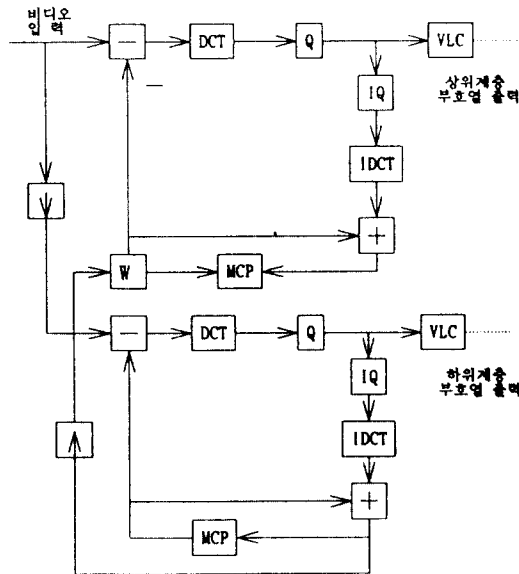 비디오
입력
−
DCT
Q
VLC
IQ
상위계층
부호열 출력
IDCT
+
W
MCP
−
DCT
Q
VLC
IQ
하위계층
부호열 출력
IDCT
+
MCP